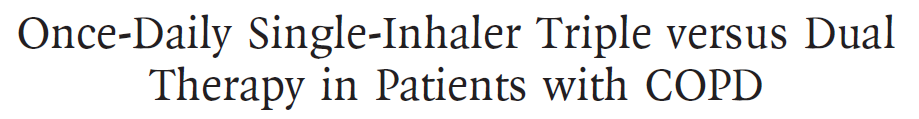 Once-Daily Single-Inhaler Triple versus Dual
Therapy in Patients with COPD